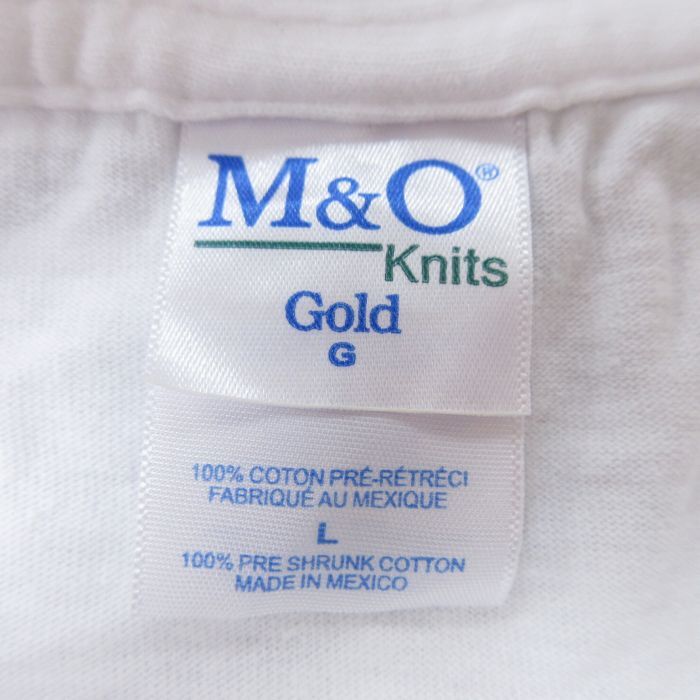 M&O®
Knits
Gold
G
100% COTON PRÉ-RÉTRÉCI
FABRIQUÉ AU MEXIQUE
L
100% PRE SHRUNK COTTON
MADE IN MEXICO